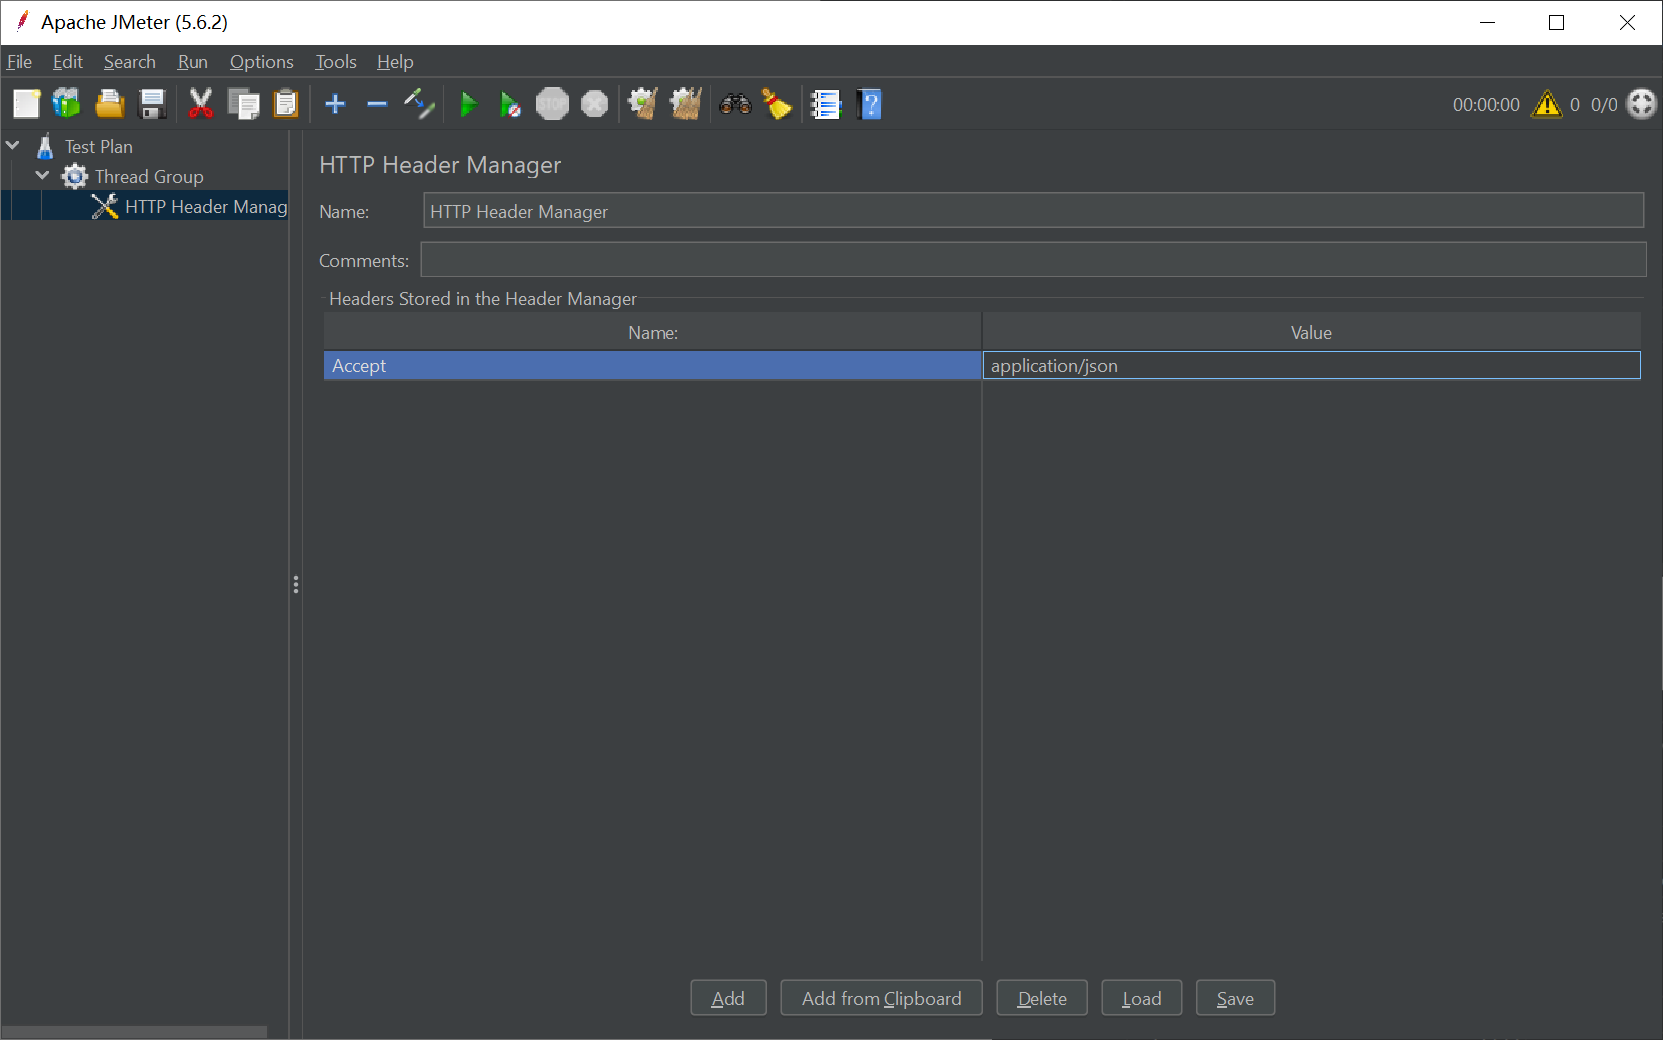 Apache JMeter (5.6.2)
File Edit Search Run Options Tools Help
STOP
00:00:00 0 0/0
Test Plan
Thread Group
HTTP Header Manag
HTTP Header Manager
Name: HTTP Header Manager
Comments:
Headers Stored in the Header Manager
Name: Value
Accept application/json
Add Add from Clipboard Delete Load Save